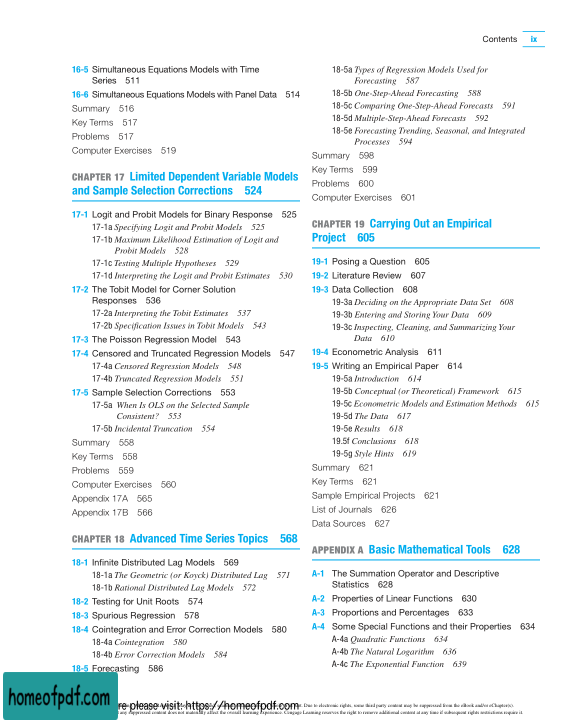 Contents ix
16-5 Simultaneous Equations Models with Time
Series 511
16-6 Simultaneous Equations Models with Panel Data 514
Summary 516
Key Terms 517
Problems 517
Computer Exercises 519
CHAPTER 17 Limited Dependent Variable Models
and Sample Selection Corrections 524
17-1 Logit and Probit Models for Binary Response 525
17-1a Specifying Logit and Probit Models 525
17-1b Maximum Likelihood Estimation of Logit and
Probit Models 528
17-1c Testing Multiple Hypotheses 529
17-1d Interpreting the Logit and Probit Estimates 530
17-2 The Tobit Model for Corner Solution
Responses 536
17-2a Interpreting the Tobit Estimates 537
17-2b Specification Issues in Tobit Models 543
17-3 The Poisson Regression Model 543
17-4 Censored and Truncated Regression Models 547
17-4a Censored Regression Models 548
17-4b Truncated Regression Models 551
17-5 Sample Selection Corrections 553
17-5a When Is OLS on the Selected Sample
Consistent? 553
17-5b Incidental Truncation 554
Summary 558
Key Terms 558
Problems 559
Computer Exercises 560
Appendix 17A 565
Appendix 17B 566
CHAPTER 18 Advanced Time Series Topics 568
18-1 Infinite Distributed Lag Models 569
18-1a The Geometric (or Koyck) Distributed Lag 571
18-1b Rational Distributed Lag Models 572
18-2 Testing for Unit Roots 574
18-3 Spurious Regression 578
18-4 Cointegration and Error Correction Models 580
18-4a Cointegration 580
18-4b Error Correction Models 584
18-5 Forecasting 586
18-5a Types of Regression Models Used for
Forecasting 587
18-5b One-Step-Ahead Forecasting 588
18-5c Comparing One-Step-Ahead Forecasts 591
18-5d Multiple-Step-Ahead Forecasts 592
18-5e Forecasting Trending, Seasonal, and Integrated
Processes 594
Summary 598
Key Terms 599
Problems 600
Computer Exercises 601
CHAPTER 19 Carrying Out an Empirical
Project 605
19-1 Posing a Question 605
19-2 Literature Review 607
19-3 Data Collection 608
19-3a Deciding on the Appropriate Data Set 608
19-3b Entering and Storing Your Data 609
19-3c Inspecting, Cleaning, and Summarizing Your
Data 610
19-4 Econometric Analysis 611
19-5 Writing an Empirical Paper 614
19-5a Introduction 614
19-5b Conceptual (or Theoretical) Framework 615
19-5c Econometric Models and Estimation Methods 615
19-5d The Data 617
19-5e Results 618
19.5f Conclusions 618
19-5g Style Hints 619
Summary 621
Key Terms 621
Sample Empirical Projects 621
List of Journals 626
Data Sources 627
APPENDIX A Basic Mathematical Tools 628
A-1 The Summation Operator and Descriptive
Statistics 628
A-2 Properties of Linear Functions 630
A-3 Proportions and Percentages 633
A-4 Some Special Functions and their Properties 634
A-4a Quadratic Functions 634
A-4b The Natural Logarithm 636
A-4c The Exponential Function 639
homeofpdf.com
please visit: https://homeofpdf.com
Due to electronic rights, some third party content may be suppressed from the eBook and/or eChapter(s).
any suppressed content does not materially affect the overall learning experience. Cengage Learning reserves the right to remove additional content at any time if subsequent rights restrictions require it.